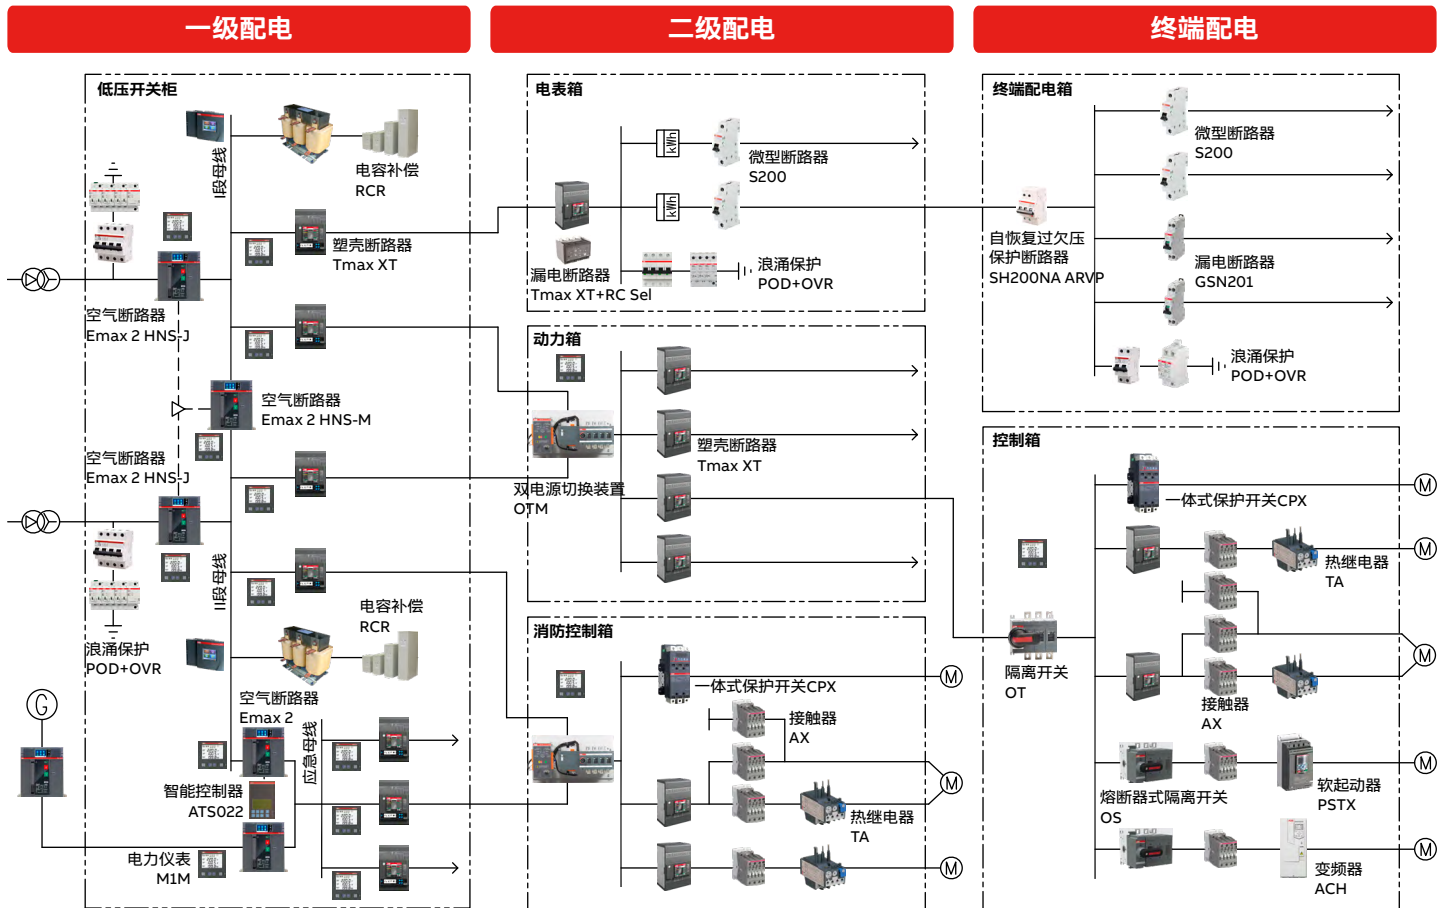 一级配电
二级配电
终端配电
低压开关柜
I段母线
电容补偿
RCR
塑壳断路器
Tmax XT
空气断路器
Emax 2 HNS-J
空气断路器
Emax 2 HNS-M
空气断路器
Emax 2 HNS-J
II段母线
浪涌保护
POD+OVR
电容补偿
RCR
G
空气断路器
Emax 2
应急母线
智能控制器
ATS022
电力仪表
M1M
电表箱
kWh
微型断路器
S200
kWh
漏电断路器
Tmax XT+RC Sel
浪涌保护
POD+OVR
动力箱
塑壳断路器
Tmax XT
双电源切换装置
OTM
消防控制箱
一体式保护开关CPX
M
接触器
AX
M
热继电器
TA
M
终端配电箱
微型断路器
S200
自恢复过欠压
保护断路器
SH200NA ARVP
漏电断路器
GSN201
浪涌保护
POD+OVR
控制箱
一体式保护开关CPX
M
热继电器
TA
M
隔离开关
OT
接触器
AX
M
熔断器式隔离开关
OS
软起动器
PSTX
M
变频器
ACH
M